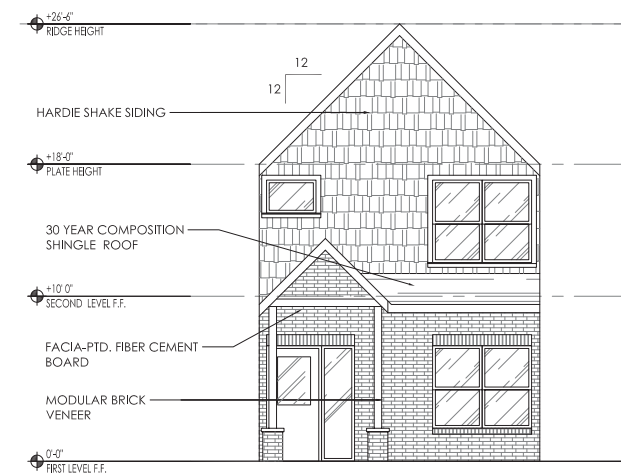 +26'-6"
RIDGE HEIGHT
12
12
HARDIE SHAKE SIDING
+18'-0"
PLATE HEIGHT
30 YEAR COMPOSITION
SHINGLE ROOF
+10' 0"
SECOND LEVEL F.F.
FACIA-PTD. FIBER CEMENT
BOARD
MODULAR BRICK
VENEER
0'-0"
FIRST LEVEL F.F.